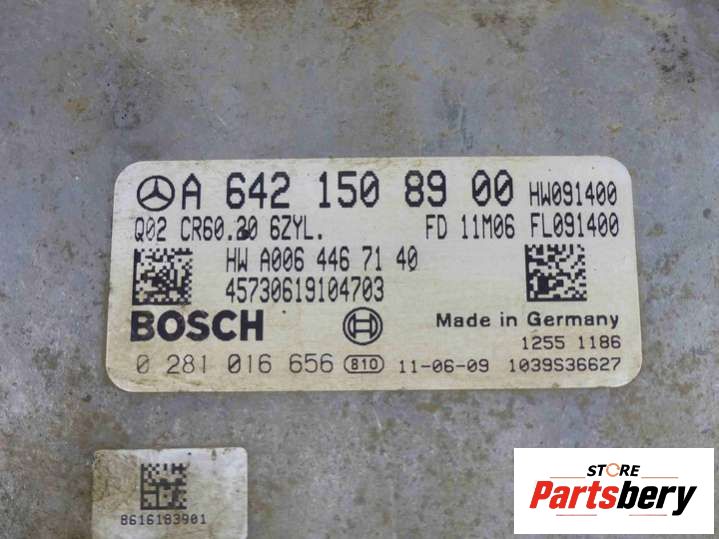 A 642 150 89 00 HW091400
Q02 CR60.20 6ZYL. FD 11M06 FL091400
HW A006 446 71 40
45730619104703
BOSCH Made in Germany
1255 1186
0 281 016 656 810 11-06-09 1039S36627
8616183901
STORE
Partsbery